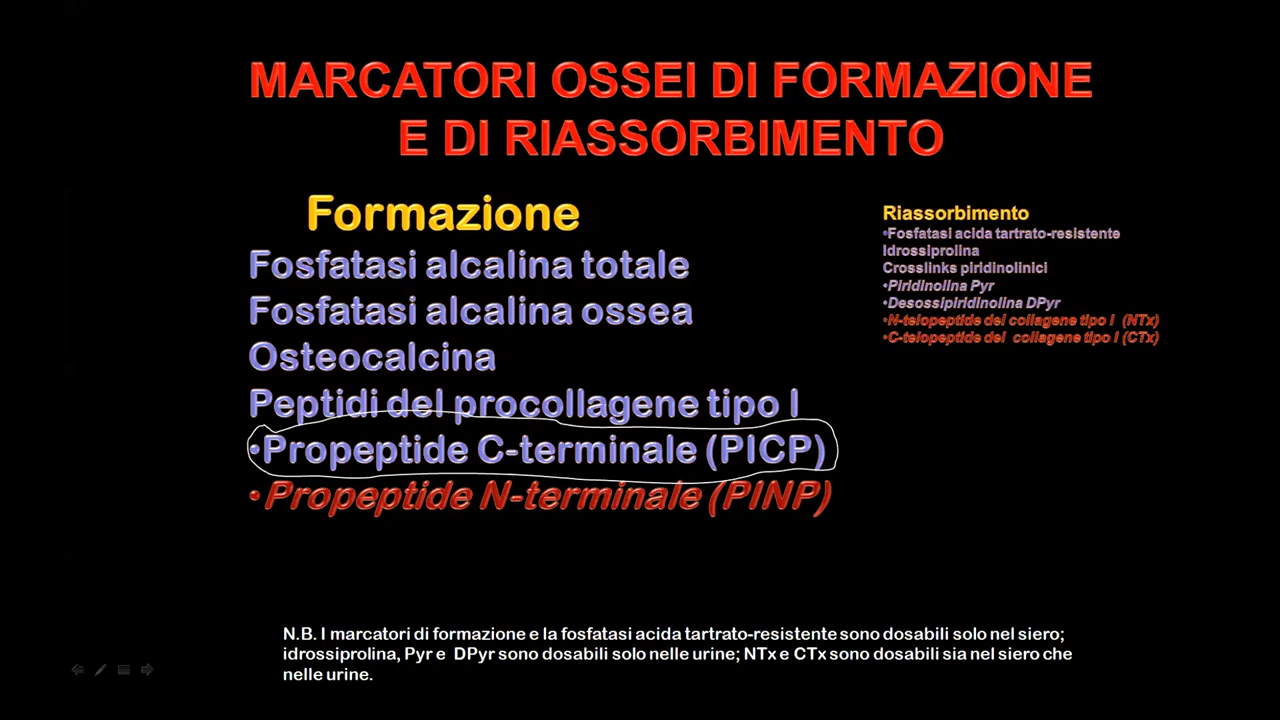 MARCATORI OSSEI DI FORMAZIONE
E DI RIASSORBIMENTO
Formazione
Fosfatasi alcalina totale
Fosfatasi alcalina ossea
Osteocalcina
Peptidi del procollagene tipo I
•Propeptide C-terminale (PICP)
•Propeptide N-terminale (PINP)
Riassorbimento
•Fosfatasi acida tartrato-resistente
Idrossiprolina
Crosslinks piridinolinici
•Piridinolina Pyr
•Desossipiridinolina DPyr
•N-telopeptide del collagene tipo I (NTx)
•C-telopeptide del collagene tipo I (CTx)
N.B. I marcatori di formazione e la fosfatasi acida tartrato-resistente sono dosabili solo nel siero;
idrossiprolina, Pyr e DPyr sono dosabili solo nelle urine; NTx e CTx sono dosabili sia nel siero che
nelle urine.